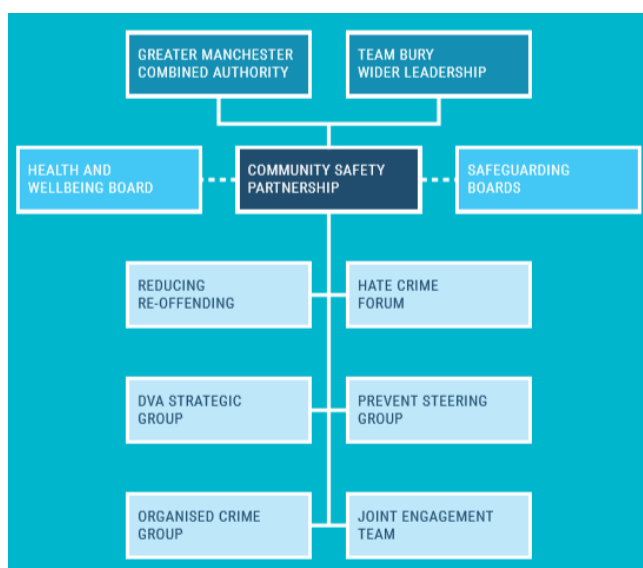 GREATER MANCHESTER
COMBINED AUTHORITY
TEAM BURY
WIDER LEADERSHIP
HEALTH AND
WELLBEING BOARD
COMMUNITY SAFETY
PARTNERSHIP
SAFEGUARDING
BOARDS
REDUCING
RE-OFFENDING
HATE CRIME
FORUM
DVA STRATEGIC
GROUP
PREVENT STEERING
GROUP
ORGANISED CRIME
GROUP
JOINT ENGAGEMENT
TEAM